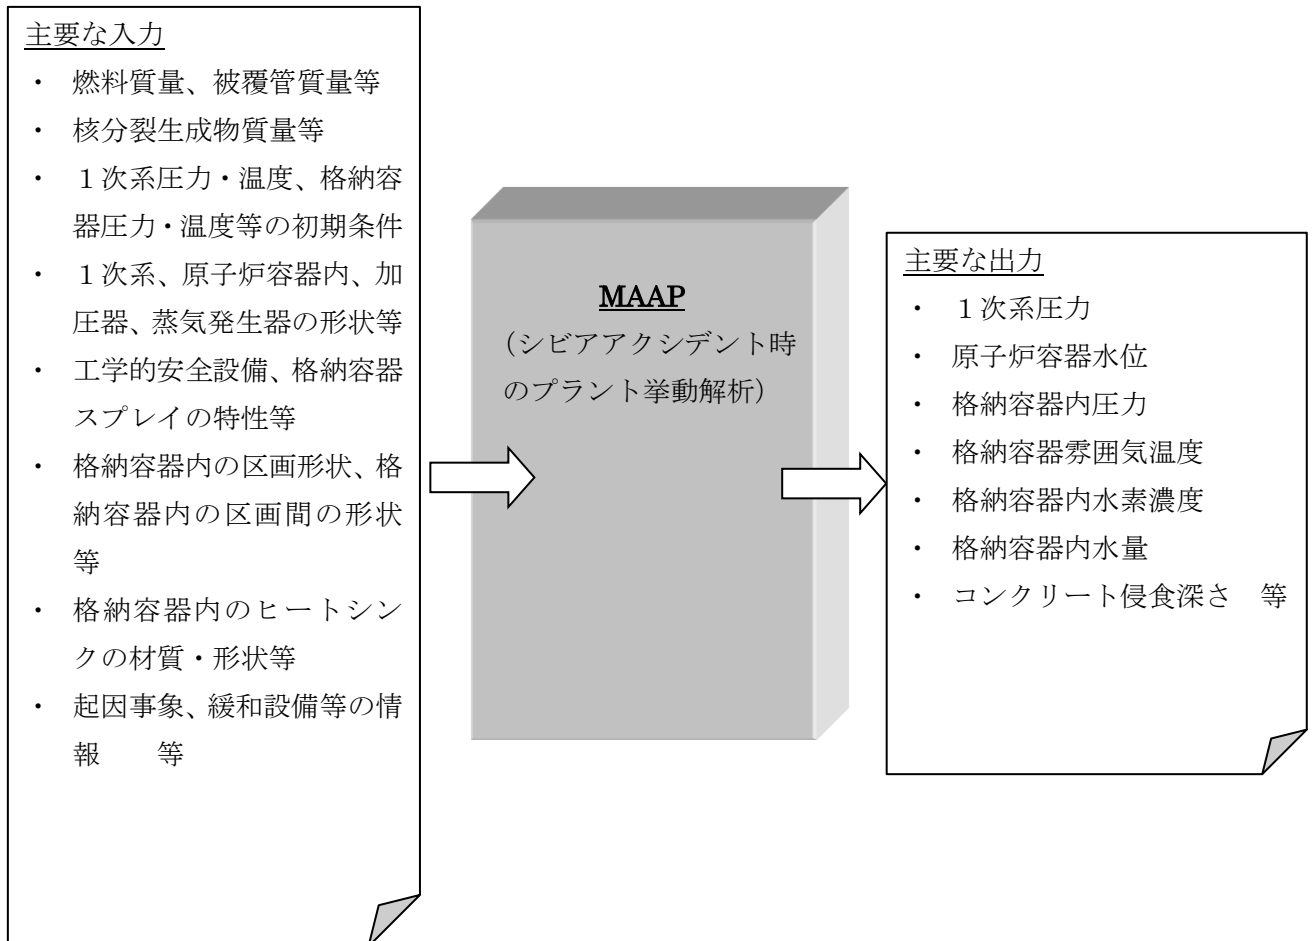 主要な入力
・ 燃料質量、被覆管質量等
・ 核分裂生成物質量等
・ １次系圧力・温度、格納容
器圧力・温度等の初期条件
・ １次系、原子炉容器内、加
圧器、蒸気発生器の形状等
・ 工学的安全設備、格納容器
スプレイの特性等
・ 格納容器内の区画形状、格
納容器内の区画間の形状
等
・ 格納容器内のヒートシン
クの材質・形状等
・ 起因事象、緩和設備等の情
報　　等
MAAP
（シビアアクシデント時
のプラント挙動解析）
主要な出力
・ １次系圧力
・ 原子炉容器水位
・ 格納容器内圧力
・ 格納容器雰囲気温度
・ 格納容器内水素濃度
・ 格納容器内水量
・ コンクリート侵食深さ　等